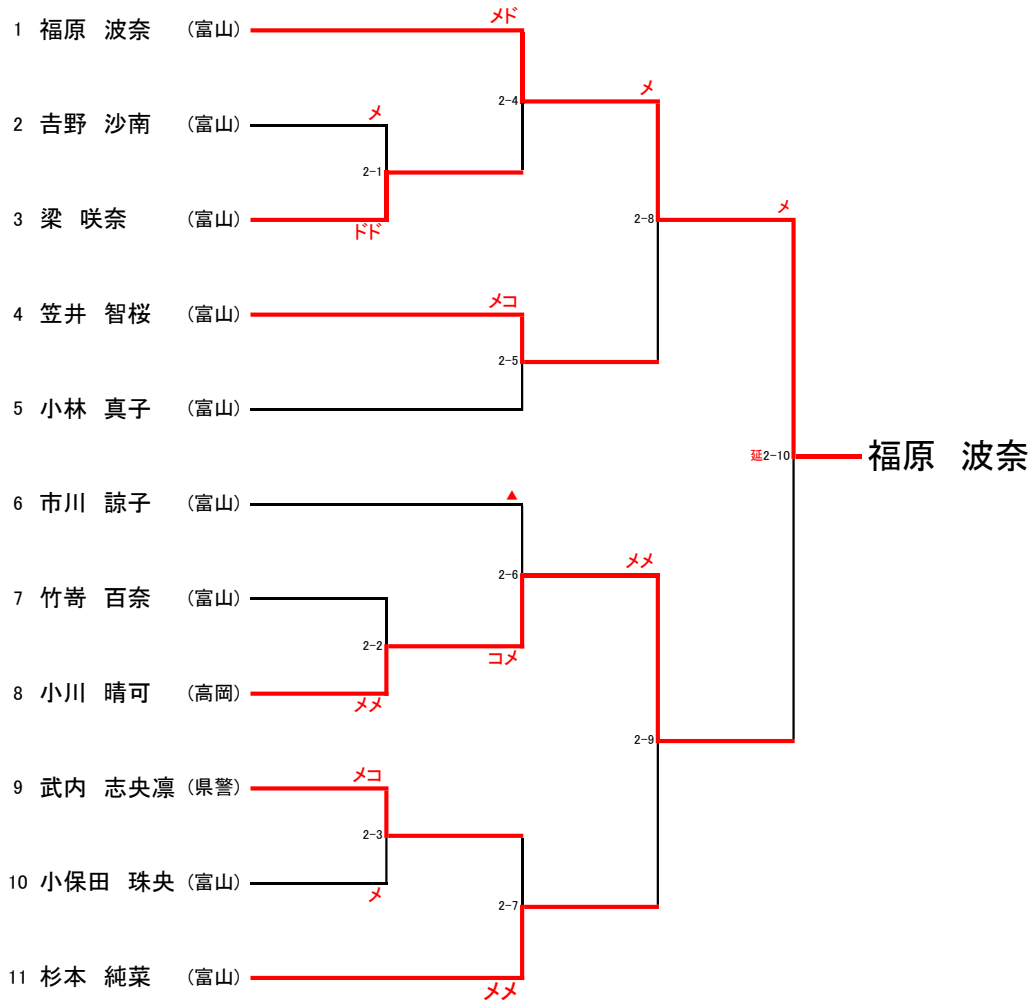 メド
1 福原 波奈 (富山)
2-4
メ
メ
2 吉野 沙南 (富山)
2-1
3 梁 咲奈 (富山)
ドド
2-8
メ
4 笠井 智桜 (富山)
メコ
2-5
5 小林 真子 (富山)
延2-10
福原 波奈
6 市川 諒子 (富山)
▲
2-6
メメ
7 竹嵜 百奈 (富山)
2-2
コメ
8 小川 晴可 (高岡)
メメ
2-9
9 武内 志央凛 (県警)
メコ
2-3
10 小保田 珠央 (富山)
メ
2-7
11 杉本 純菜 (富山)
メメ